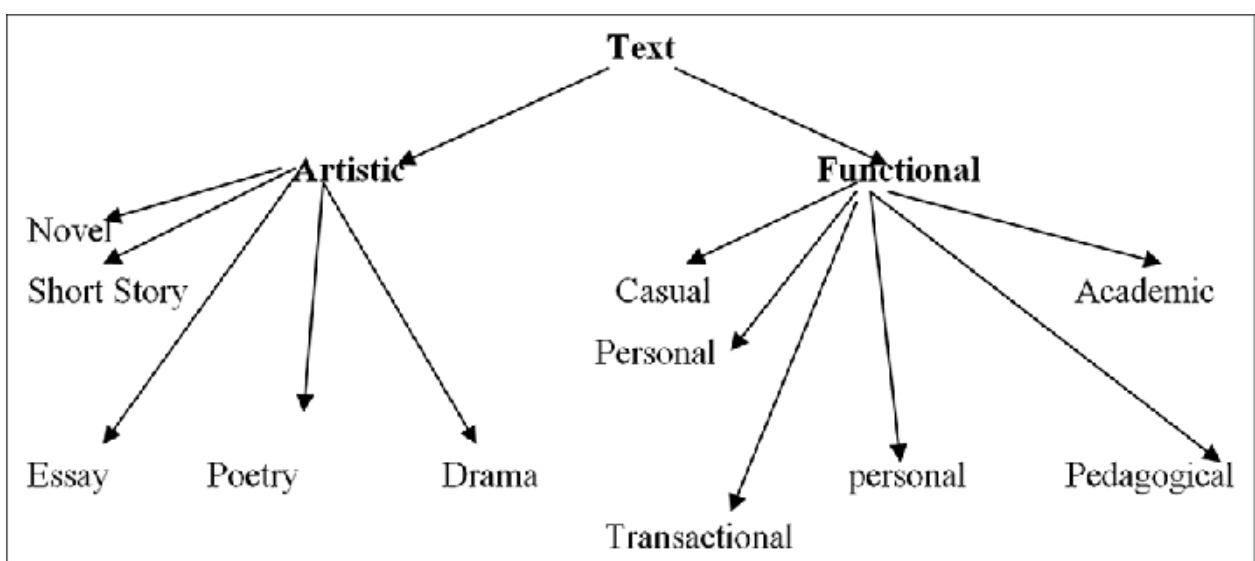 Text
Artistic Functional
Novel
Short Story Casual Academic
Personal
Essay Poetry Drama personal Pedagogical
Transactional